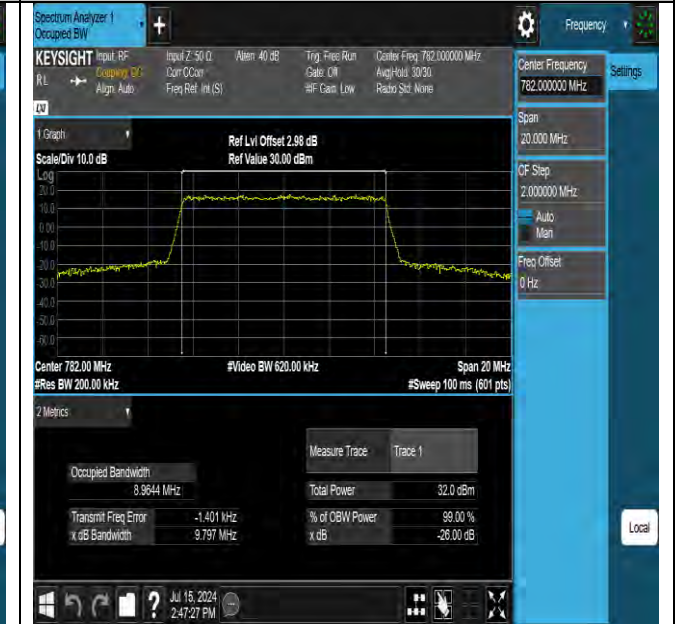 Spectrum Analyzer 1
Occupied BW
+
Frequency
KEYSIGHT
Input: RF
Coupling: DC
Align: Auto
RL
Input Z: 50 Ω
Corr CCorr
Freq Ref: Int (S)
Atten: 40 dB
Trig: Free Run
Gate: Off
#IF Gain: Low
Center Freq: 782.000000 MHz
Avg|Hold: 30/30
Radio Std: None
Center Frequency
782.000000 MHz
Settings
Span
20.000 MHz
CF Step
2.000000 MHz
Auto
Man
Freq Offset
0 Hz
1 Graph
Scale/Div 10.0 dB
Ref Lvl Offset 2.98 dB
Ref Value 30.00 dBm
Log
20.0
10.0
0.00
-10.0
-20.0
-30.0
-40.0
-50.0
-60.0
Center 782.00 MHz
#Res BW 200.00 kHz
#Video BW 620.00 kHz
Span 20 MHz
#Sweep 100 ms (601 pts)
2 Metrics
Measure Trace
Trace 1
Occupied Bandwidth
8.9644 MHz
Total Power
32.0 dBm
Transmit Freq Error
-1.401 kHz
% of OBW Power
99.00 %
x dB Bandwidth
9.797 MHz
x dB
-26.00 dB
Local
?
Jul 15, 2024
2:47:27 PM